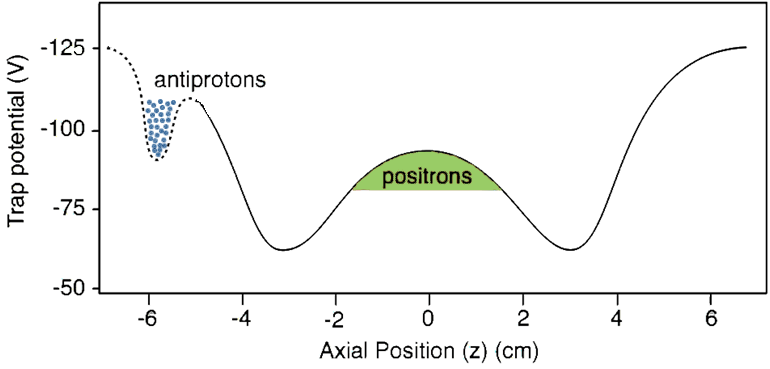 Trap potential (V)
-125
-100
-75
-50
antiprotons
positrons
-6
-4
-2
0
2
4
6
Axial Position (z) (cm)